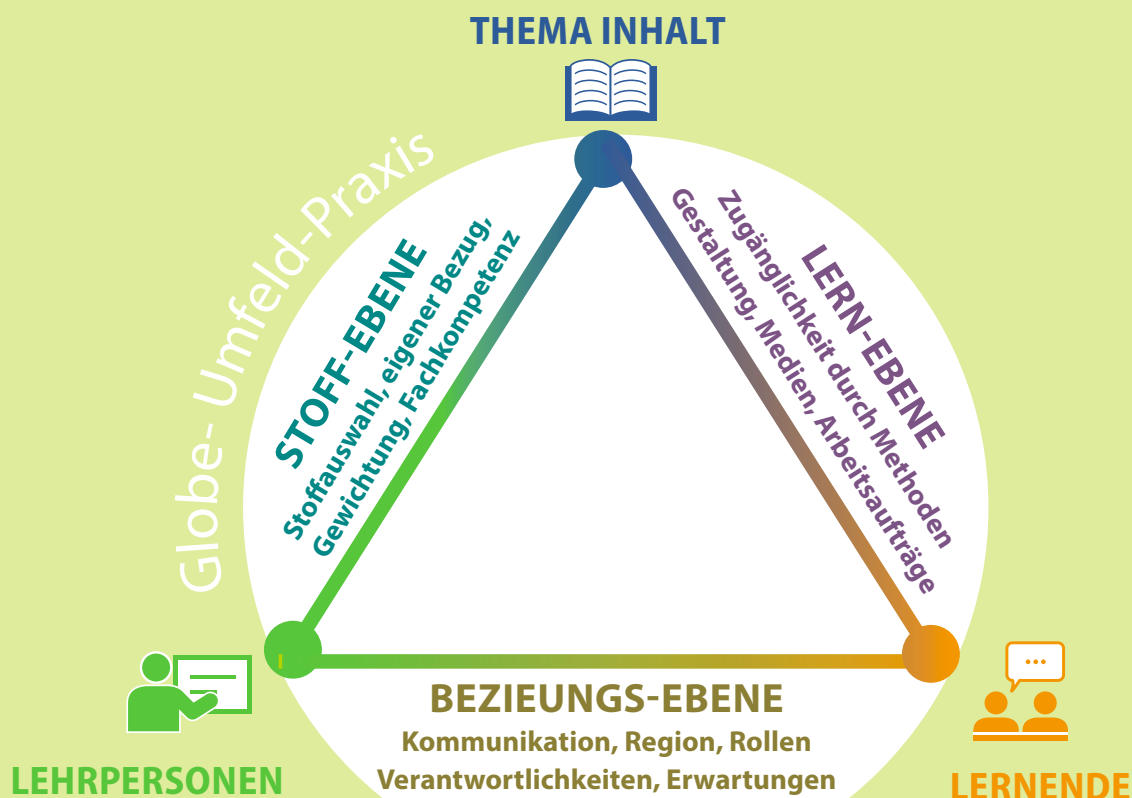 THEMA INHALT
Globe- Umfeld-Praxis
STOFF-EBENE
Stoffauswahl, eigener Bezug,
Gewichtung, Fachkompetenz
LERN-EBENE
Zugänglichkeit durch Methoden
Gestaltung, Medien, Arbeitsaufträge
BEZIEUNGS-EBENE
Kommunikation, Region, Rollen
Verantwortlichkeiten, Erwartungen
LEHRPERSONEN
LERNENDE